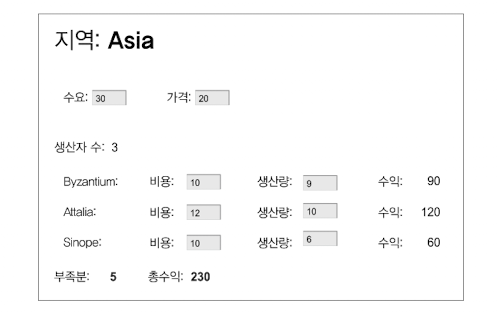 지역: Asia
수요: 30 가격: 20
생산자 수: 3
Byzantium: 비용: 10 생산량: 9 수익: 90
Attalia: 비용: 12 생산량: 10 수익: 120
Sinope: 비용: 10 생산량: 6 수익: 60
부족분: 5 총수익: 230